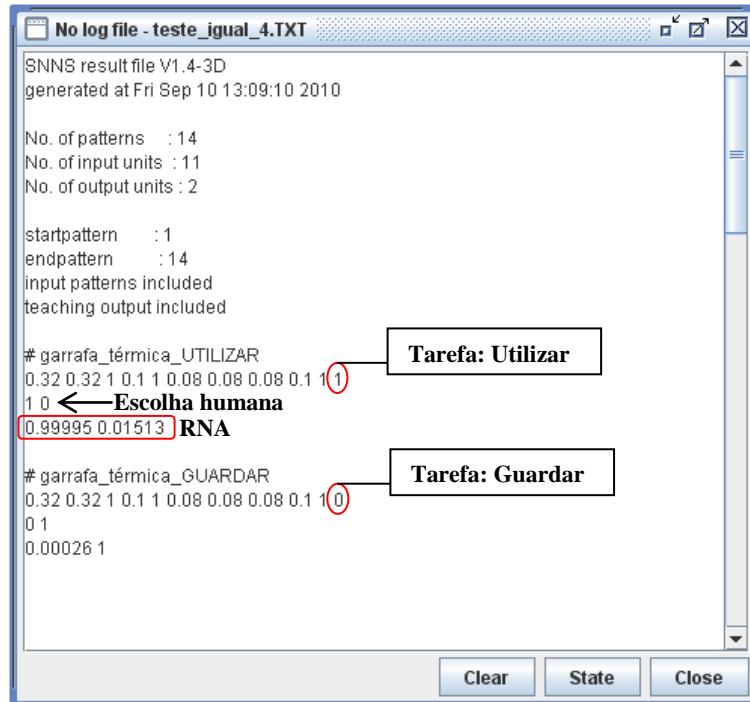 No log file - teste_igual_4.TXT
SNNS result file V1.4-3D
generated at Fri Sep 10 13:09:10 2010
No. of patterns : 14
No. of input units : 11
No. of output units : 2
startpattern : 1
endpattern : 14
input patterns included
teaching output included
# garrafa_térmica_UTILIZAR
Tarefa: Utilizar
0.32 0.32 1 0.1 1 0.08 0.08 0.08 0.1 1 1
1 0 Escolha humana
0.99995 0.01513 RNA
# garrafa_térmica_GUARDAR
Tarefa: Guardar
0.32 0.32 1 0.1 1 0.08 0.08 0.08 0.1 1 0
0 1
0.00026 1
Clear State Close